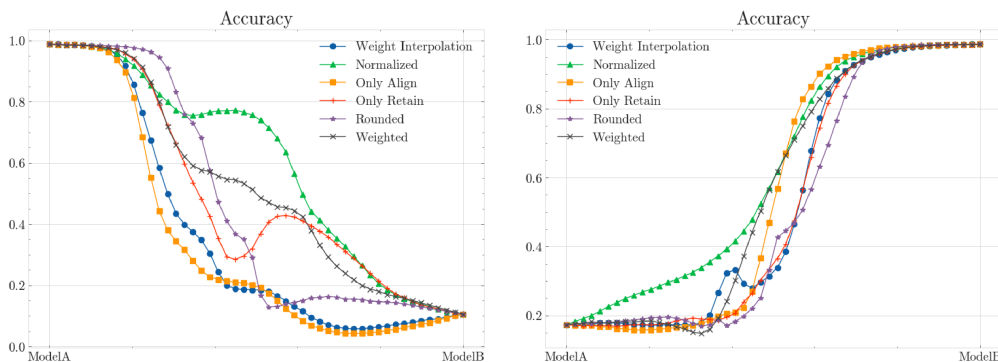 Accuracy
1.0
0.8
0.6
0.4
0.2
0.0
Weight Interpolation
Normalized
Only Align
Only Retain
Rounded
Weighted
ModelA
ModelB
Accuracy
1.0
0.8
0.6
0.4
0.2
Weight Interpolation
Normalized
Only Align
Only Retain
Rounded
Weighted
ModelA
ModelB